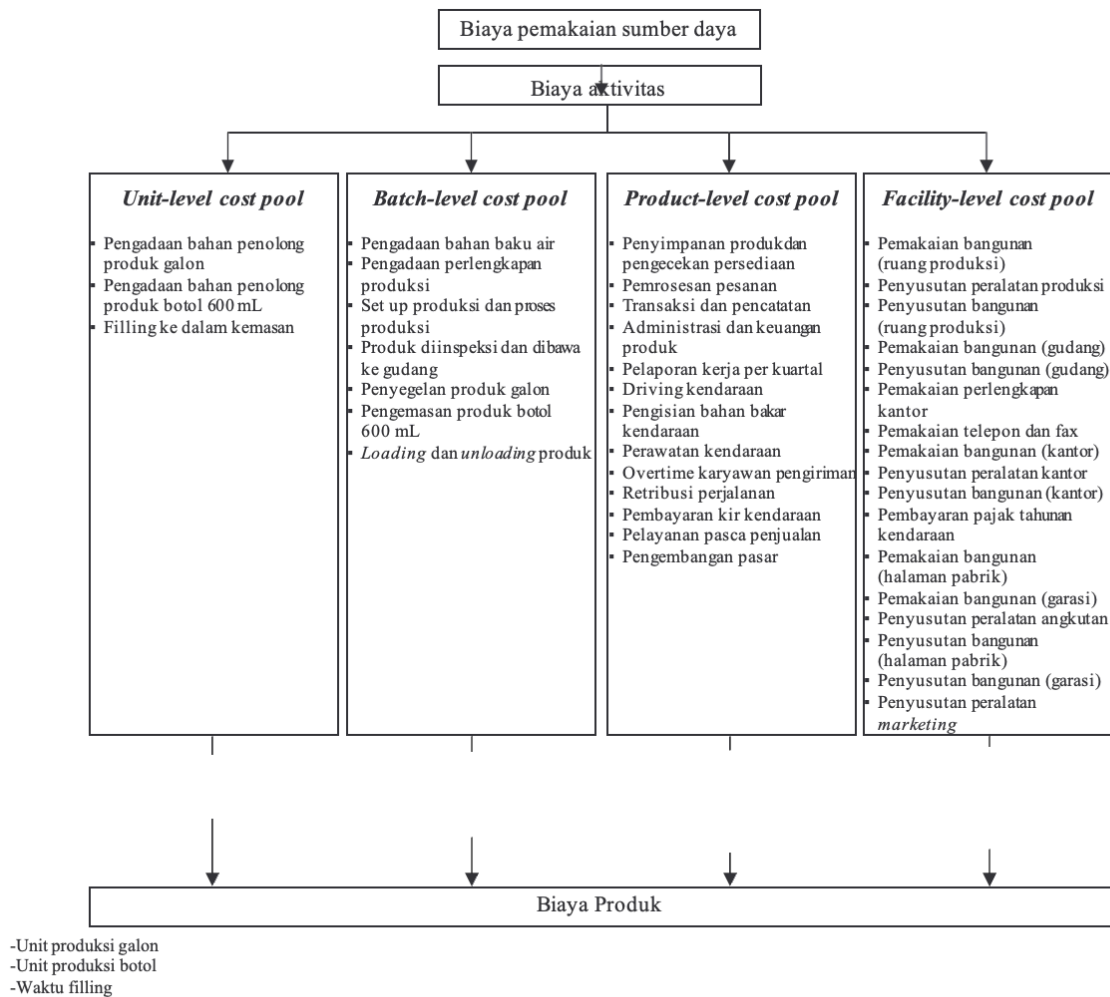 Biaya pemakaian sumber daya
Biaya aktivitas
Unit-level cost pool
▪ Pengadaan bahan penolong
produk galon
▪ Pengadaan bahan penolong
produk botol 600 mL
▪ Filling ke dalam kemasan
Batch-level cost pool
▪ Pengadaan bahan baku air
▪ Pengadaan perlengkapan
produksi
▪ Set up produksi dan proses
produksi
▪ Produk diinspeksi dan dibawa
ke gudang
▪ Penyegelan produk galon
▪ Pengemasan produk botol
600 mL
▪ Loading dan unloading produk
Product-level cost pool
▪ Penyimpanan produkdan
pengecekan persediaan
▪ Pemrosesan pesanan
▪ Transaksi dan pencatatan
▪ Administrasi dan keuangan
produk
▪ Pelaporan kerja per kuartal
▪ Driving kendaraan
▪ Pengisian bahan bakar
kendaraan
▪ Perawatan kendaraan
▪ Overtime karyawan pengiriman
▪ Retribusi perjalanan
▪ Pembayaran kir kendaraan
▪ Pelayanan pasca penjualan
▪ Pengembangan pasar
Facility-level cost pool
▪ Pemakaian bangunan
(ruang produksi)
▪ Penyusutan peralatan produksi
▪ Penyusutan bangunan
(ruang produksi)
▪ Pemakaian bangunan (gudang)
▪ Penyusutan bangunan (gudang)
▪ Pemakaian perlengkapan
kantor
▪ Pemakaian telepon dan fax
▪ Pemakaian bangunan (kantor)
▪ Penyusutan peralatan kantor
▪ Penyusutan bangunan (kantor)
▪ Pembayaran pajak tahunan
kendaraan
▪ Pemakaian bangunan
(halaman pabrik)
▪ Pemakaian bangunan (garasi)
▪ Penyusutan peralatan angkutan
▪ Penyusutan bangunan
(halaman pabrik)
▪ Penyusutan bangunan (garasi)
▪ Penyusutan peralatan
marketing
Biaya Produk
-Unit produksi galon
-Unit produksi botol
-Waktu filling